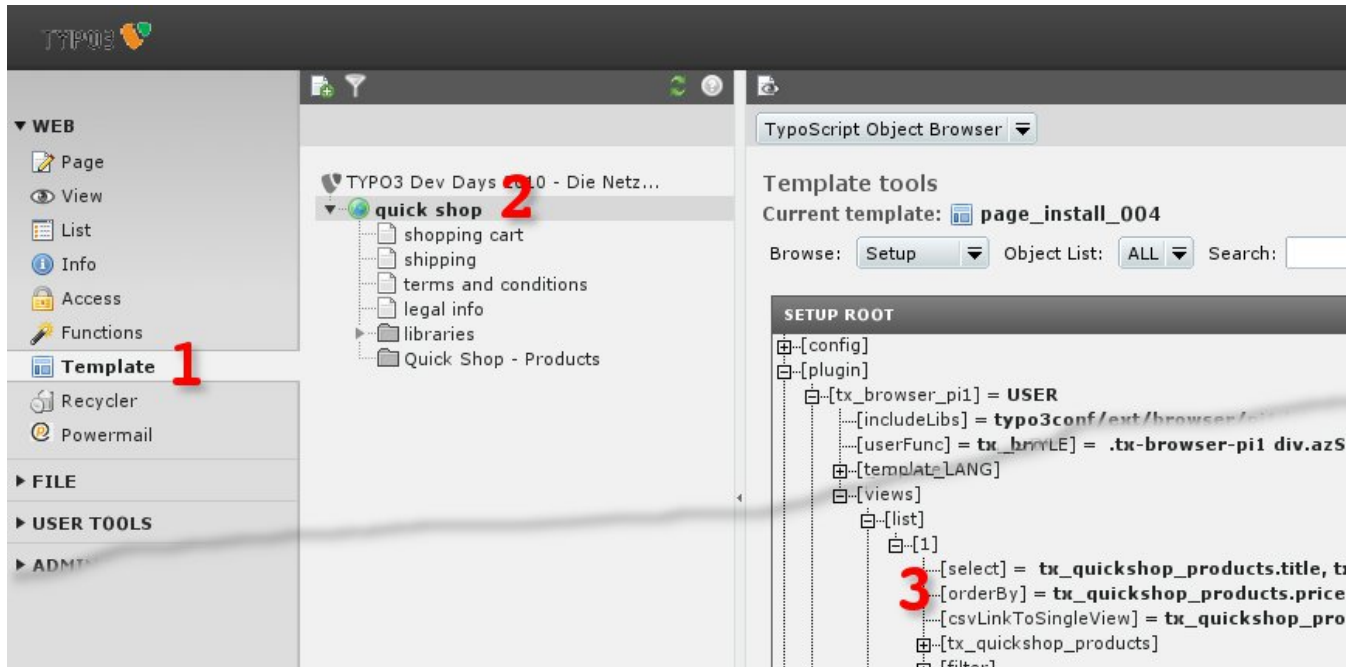 TYPO3
WEB
Page
View
List
Info
Access
Functions
Template
1
Recycler
Powermail
FILE
USER TOOLS
TYPO3 Dev Days 2010 - Die Netz...
2
quick shop
shopping cart
shipping
terms and conditions
legal info
libraries
Quick Shop - Products
TypoScript Object Browser
Template tools
Current template: page_install_004
Browse: Setup Object List: ALL Search:
SETUP ROOT
[config]
[plugin]
[tx_browser_pi1] = USER
[includeLibs] = typo3conf/ext/browser/
[userFunc] = .tx-browser-pi1 div.azS
[template_LANG]
[views]
[list]
[1]
[select] = tx_quickshop_products.title, tx
3
[orderBy] = tx_quickshop_products.price
[csvLinkToSingleView] = tx_quickshop_pro
[tx_quickshop_products]
[filter]